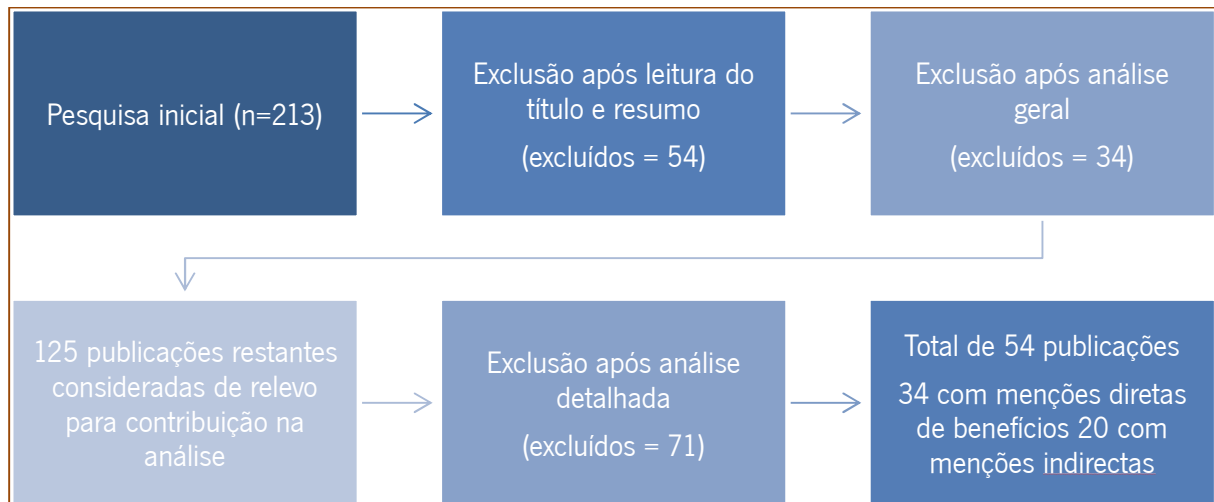 Pesquisa inicial (n=213)
Exclusão após leitura do
título e resumo
(excluídos = 54)
Exclusão após análise
geral
(excluídos = 34)
125 publicações restantes
consideradas de relevo
para contribuição na
análise
Exclusão após análise
detalhada
(excluídos = 71)
Total de 54 publicações
34 com menções diretas
de benefícios 20 com
menções indirectas